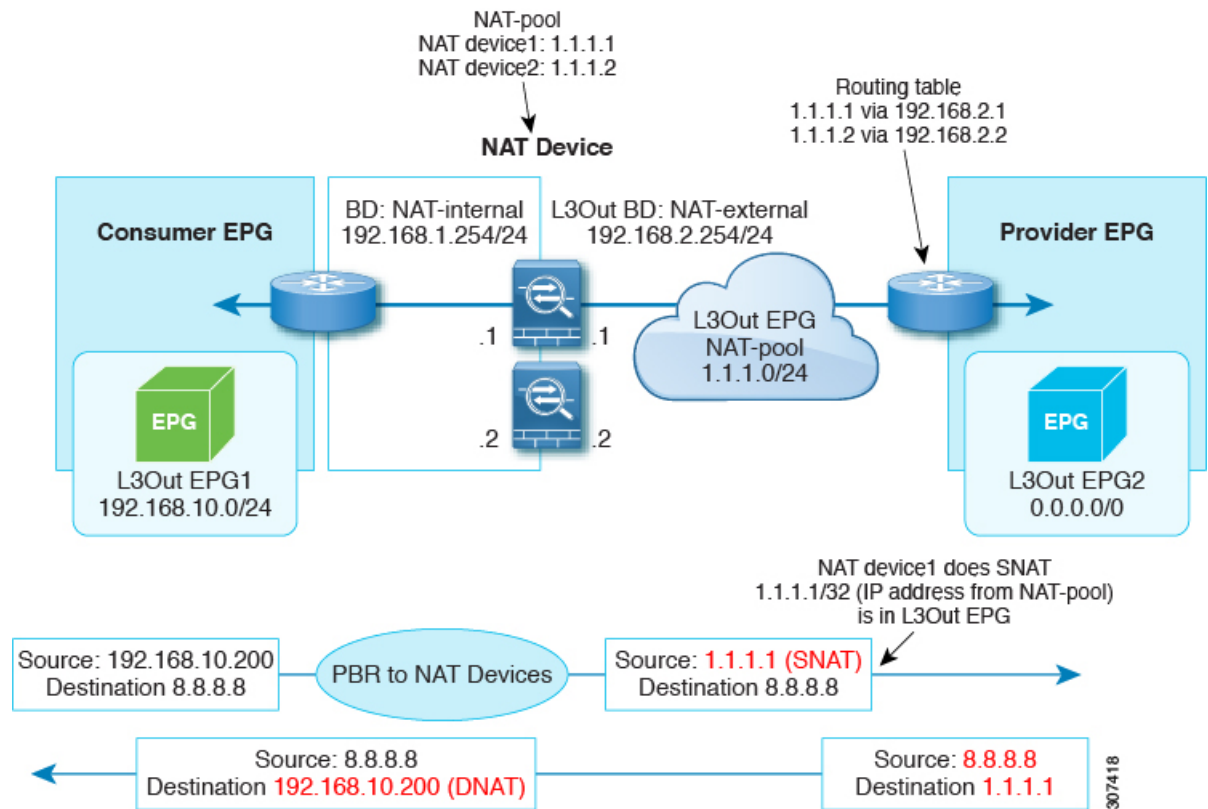 NAT-pool
NAT device1: 1.1.1.1
NAT device2: 1.1.1.2
Routing table
1.1.1.1 via 192.168.2.1
1.1.1.2 via 192.168.2.2
NAT Device
Consumer EPG
BD: NAT-internal
192.168.1.254/24
L3Out BD: NAT-external
192.168.2.254/24
Provider EPG
.1
.1
L3Out EPG
NAT-pool
1.1.1.0/24
.2
.2
EPG
L3Out EPG1
192.168.10.0/24
EPG
L3Out EPG2
0.0.0.0/0
NAT device1 does SNAT
1.1.1.1/32 (IP address from NAT-pool)
is in L3Out EPG
Source: 192.168.10.200
Destination 8.8.8.8
PBR to NAT Devices
Source: 1.1.1.1 (SNAT)
Destination 8.8.8.8
Source: 8.8.8.8
Destination 192.168.10.200 (DNAT)
Source: 8.8.8.8
Destination 1.1.1.1
307418